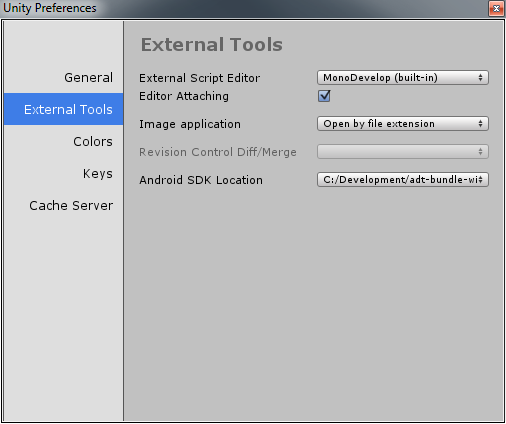 Unity Preferences
External Tools
General
External Tools
Colors
Keys
Cache Server
External Script Editor MonoDevelop (built-in)
Editor Attaching
Image application Open by file extension
Revision Control Diff/Merge
Android SDK Location C:/Development/adt-bundle-wi